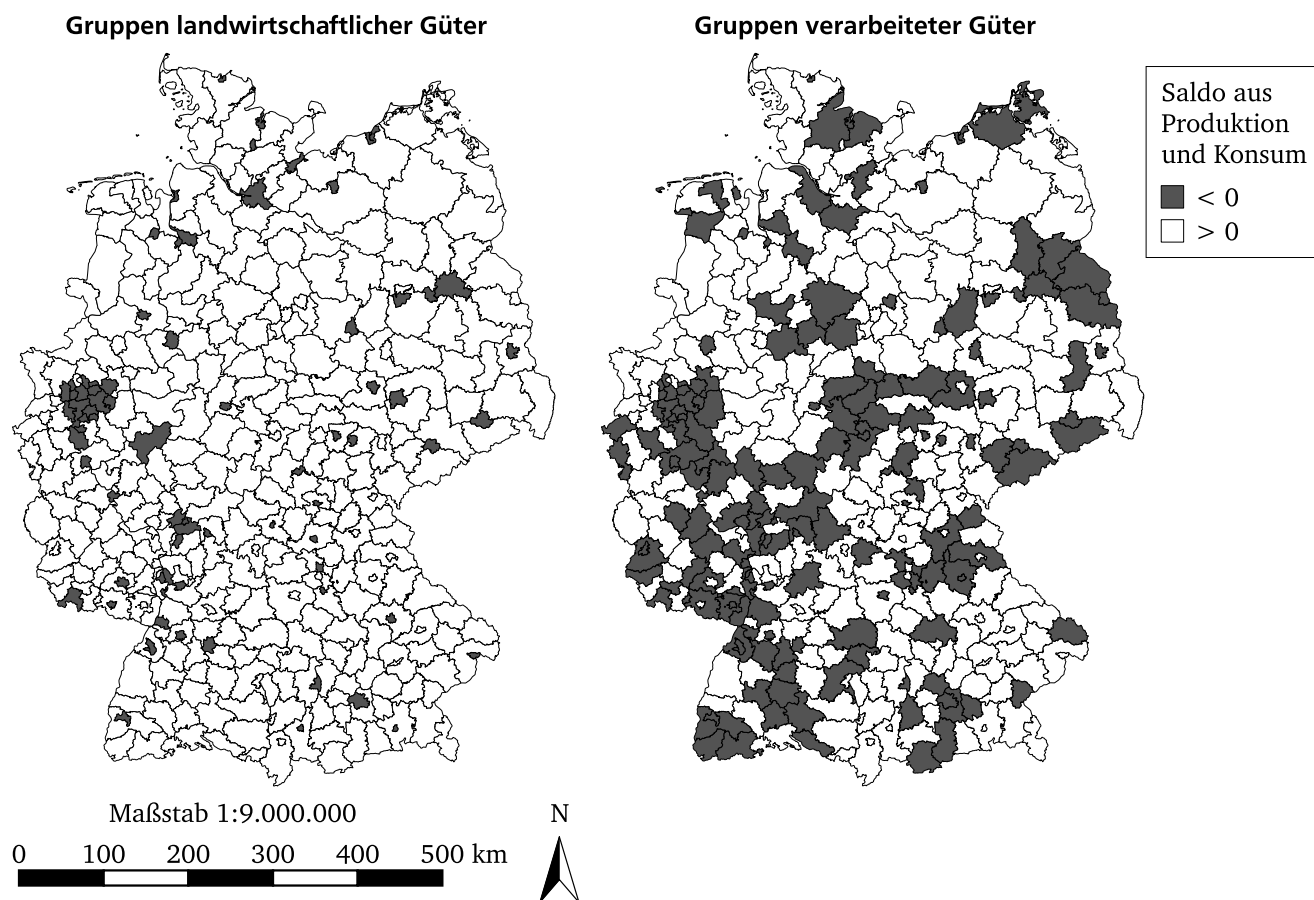 Gruppen landwirtschaftlicher Güter
Gruppen verarbeiteter Güter
Saldo aus
Produktion
und Konsum
< 0
> 0
Maßstab 1:9.000.000
N
0 100 200 300 400 500 km